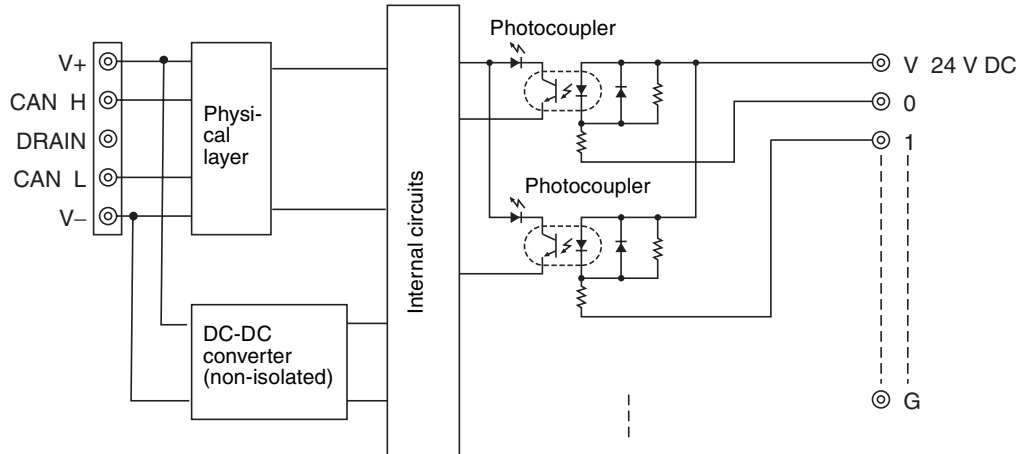 Photocoupler
V+
CAN H
DRAIN
CAN L
V–
Physi-
cal
layer
Internal circuits
V 24 V DC
0
1
Photocoupler
DC-DC
converter
(non-isolated)
G